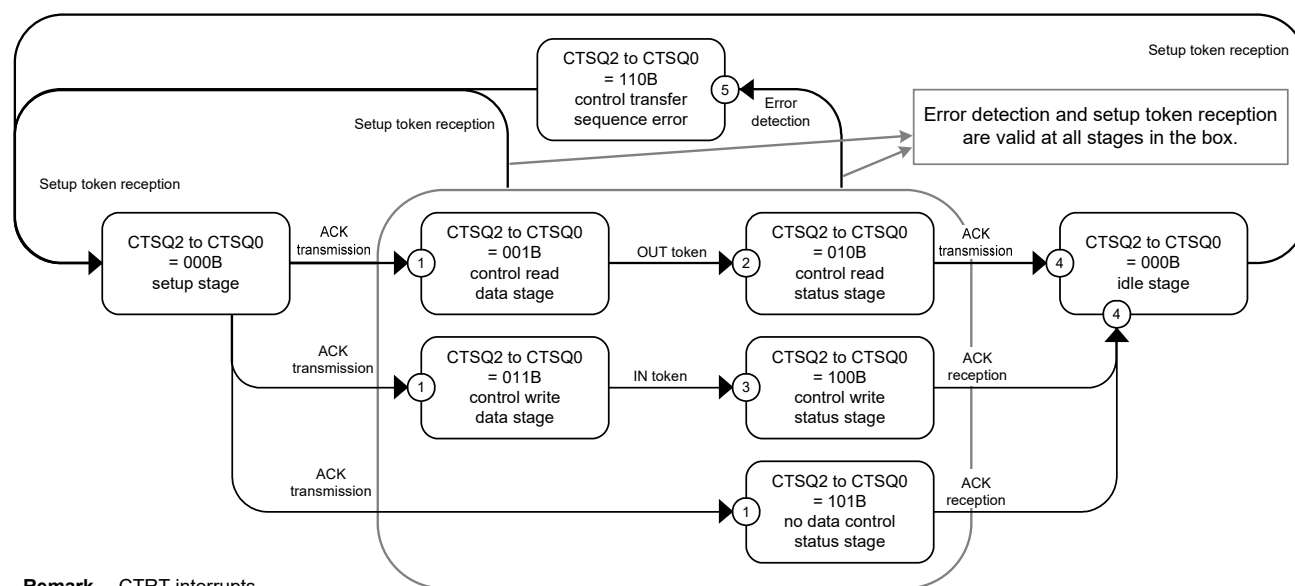 Setup token reception
CTSQ2 to CTSQ0
= 110B
control transfer
sequence error
5
Error
detection
Setup token reception
Error detection and setup token reception
are valid at all stages in the box.
Setup token reception
CTSQ2 to CTSQ0
= 000B
setup stage
ACK
transmission
1
CTSQ2 to CTSQ0
= 001B
control read
data stage
OUT token
2
CTSQ2 to CTSQ0
= 010B
control read
status stage
ACK
transmission
4
CTSQ2 to CTSQ0
= 000B
idle stage
4
ACK
transmission
1
CTSQ2 to CTSQ0
= 011B
control write
data stage
IN token
3
CTSQ2 to CTSQ0
= 100B
control write
status stage
ACK
reception
ACK
transmission
1
CTSQ2 to CTSQ0
= 101B
no data control
status stage
ACK
reception
Remark CTRT interrupts